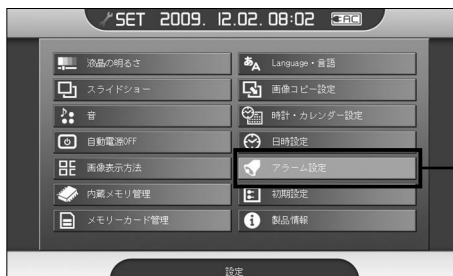 SET 2009. 12.02. 08:02 AC
液晶の明るさ
スライドショー
音
自動電源OFF
画像表示方法
内蔵メモリ管理
メモリーカード管理
あA Language・言語
画像コピー設定
時計・カレンダー設定
日時設定
アラーム設定
初期設定
製品情報
設定